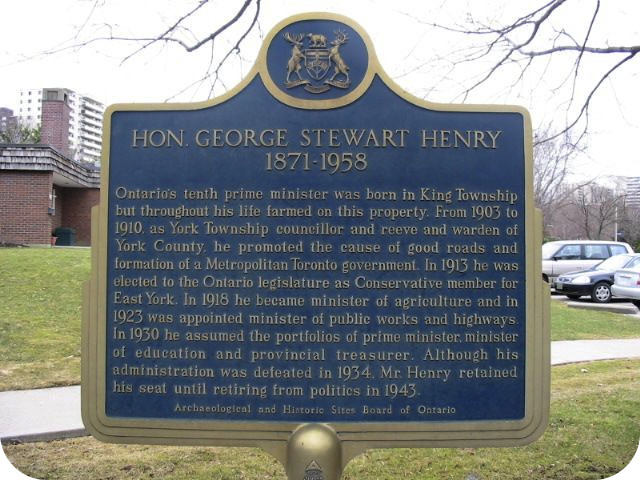 HON. GEORGE STEWART HENRY
1871-1958
Ontario's tenth prime minister was born in King Township
but throughout his life farmed on this property. From 1903 to
1910, as York Township councillor and reeve and warden of
York County, he promoted the cause of good roads and
formation of a Metropolitan Toronto government. In 1913 he was
elected to the Ontario legislature as Conservative member for
East York. In 1918 he became minister of agriculture and in
1923 was appointed minister of public works and highways.
In 1930 he assumed the portfolios of prime minister, minister
of education and provincial treasurer. Although his
administration was defeated in 1934, Mr. Henry retained
his seat until retiring from politics in 1943.
Archaeological and Historic Sites Board of Ontario